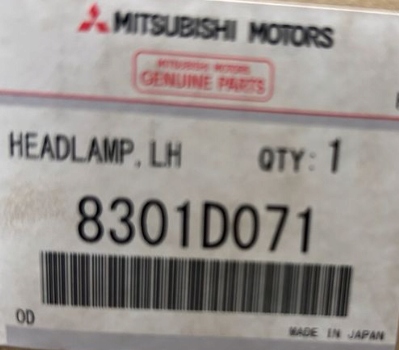 MITSUBISHI MOTORS
MITSUBISHI MOTORS
GENUINE PARTS
HEADLAMP, LH QTY: 1
8301D071
OD
MADE IN JAPAN